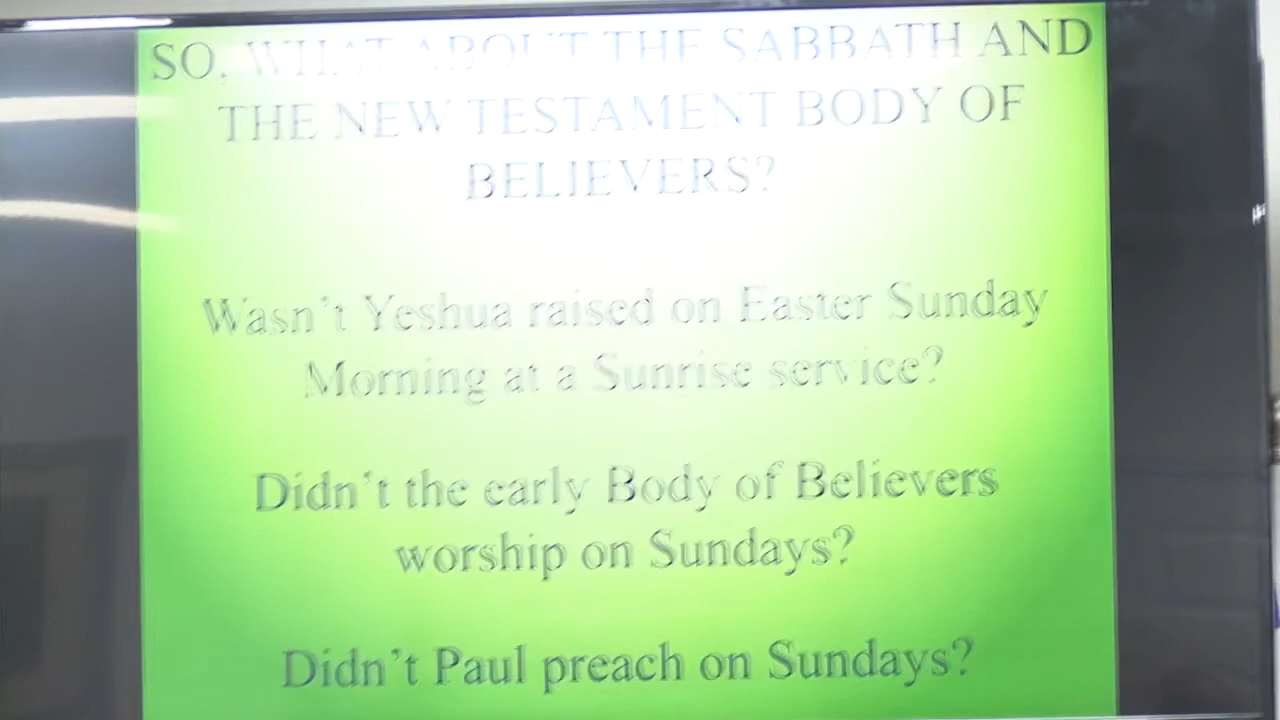 SO, WHAT ABOUT THE SABBATH AND
THE NEW TESTAMENT BODY OF
BELIEVERS?
Wasn't Yeshua raised on Easter Sunday
Morning at a Sunrise service?
Didn't the early Body of Believers
worship on Sundays?
Didn't Paul preach on Sundays?